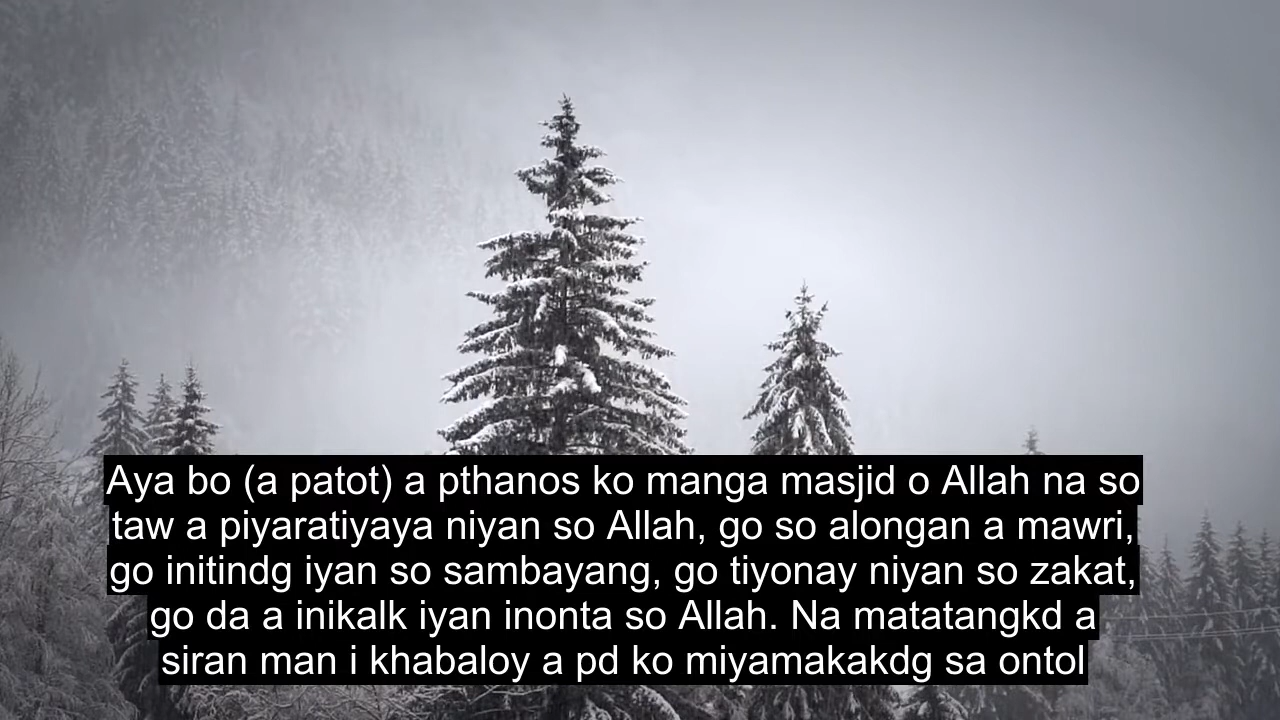 Aya bo (a patot) a pthanos ko manga masjid o Allah na so
taw a piyaratiyaya niyan so Allah, go so alongan a mawri,
go initindg iyan so sambayang, go tiyonay niyan so zakat,
go da a inikalk iyan inonta so Allah. Na matatangkd a
siran man i khabaloy a pd ko miyamakakdg sa ontol